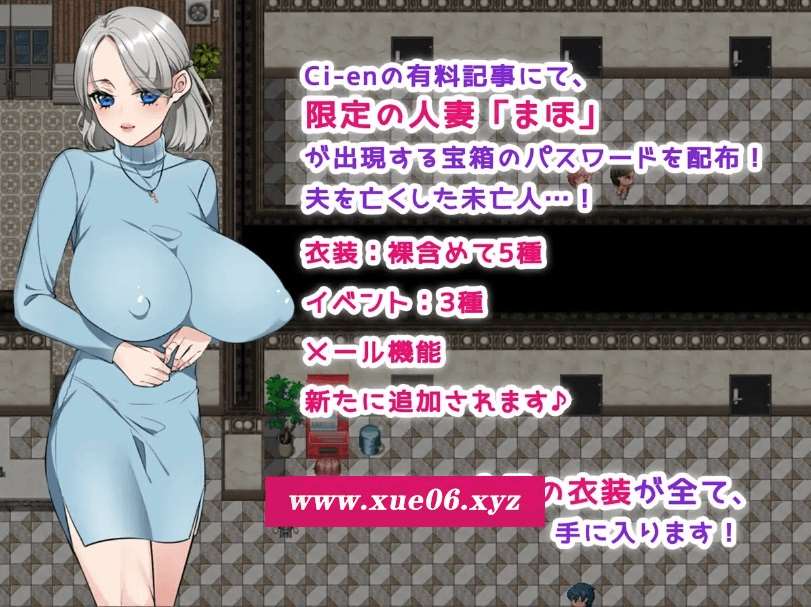 Ci-enの有料記事にて、
限定の人妻「まほ」
が出現する宝箱のパスワードを配布！
夫を亡くした未亡人…！
衣装：裸含めて5種
イベント：3種
メール機能
新たに追加されます♪
の衣装が全て、
www.xue06.xyz
手に入ります！